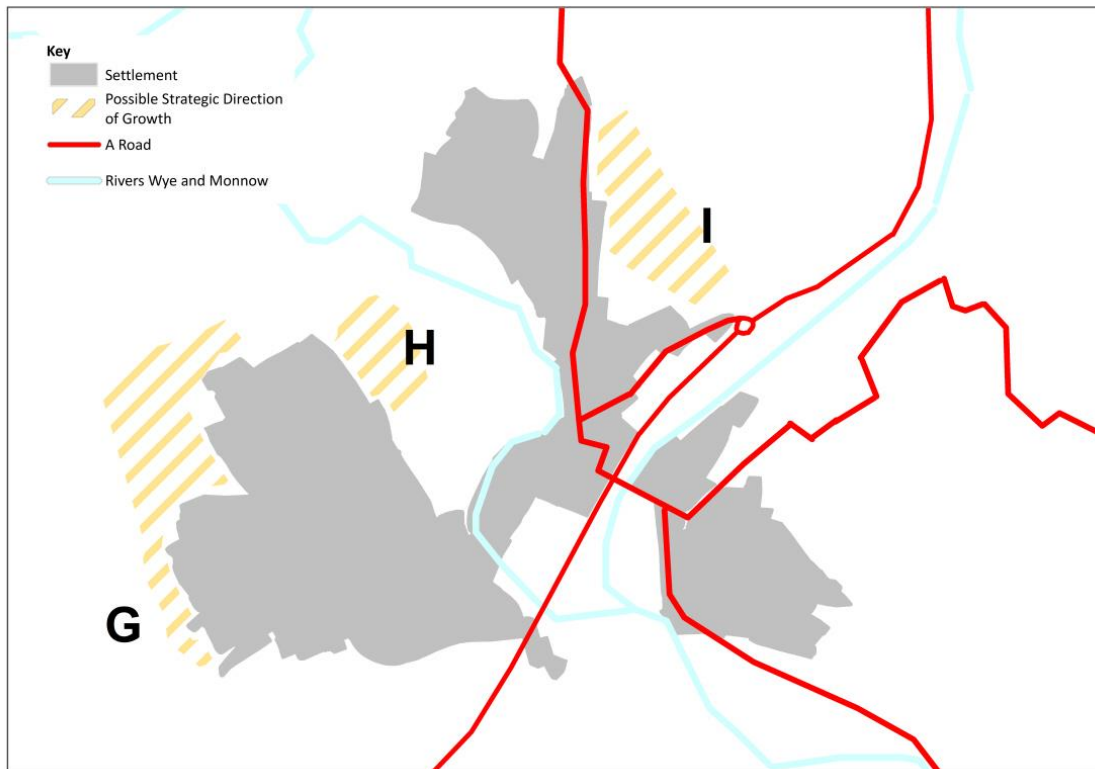 Key
Settlement
Possible Strategic Direction
of Growth
A Road
Rivers Wye and Monnow
I
H
G